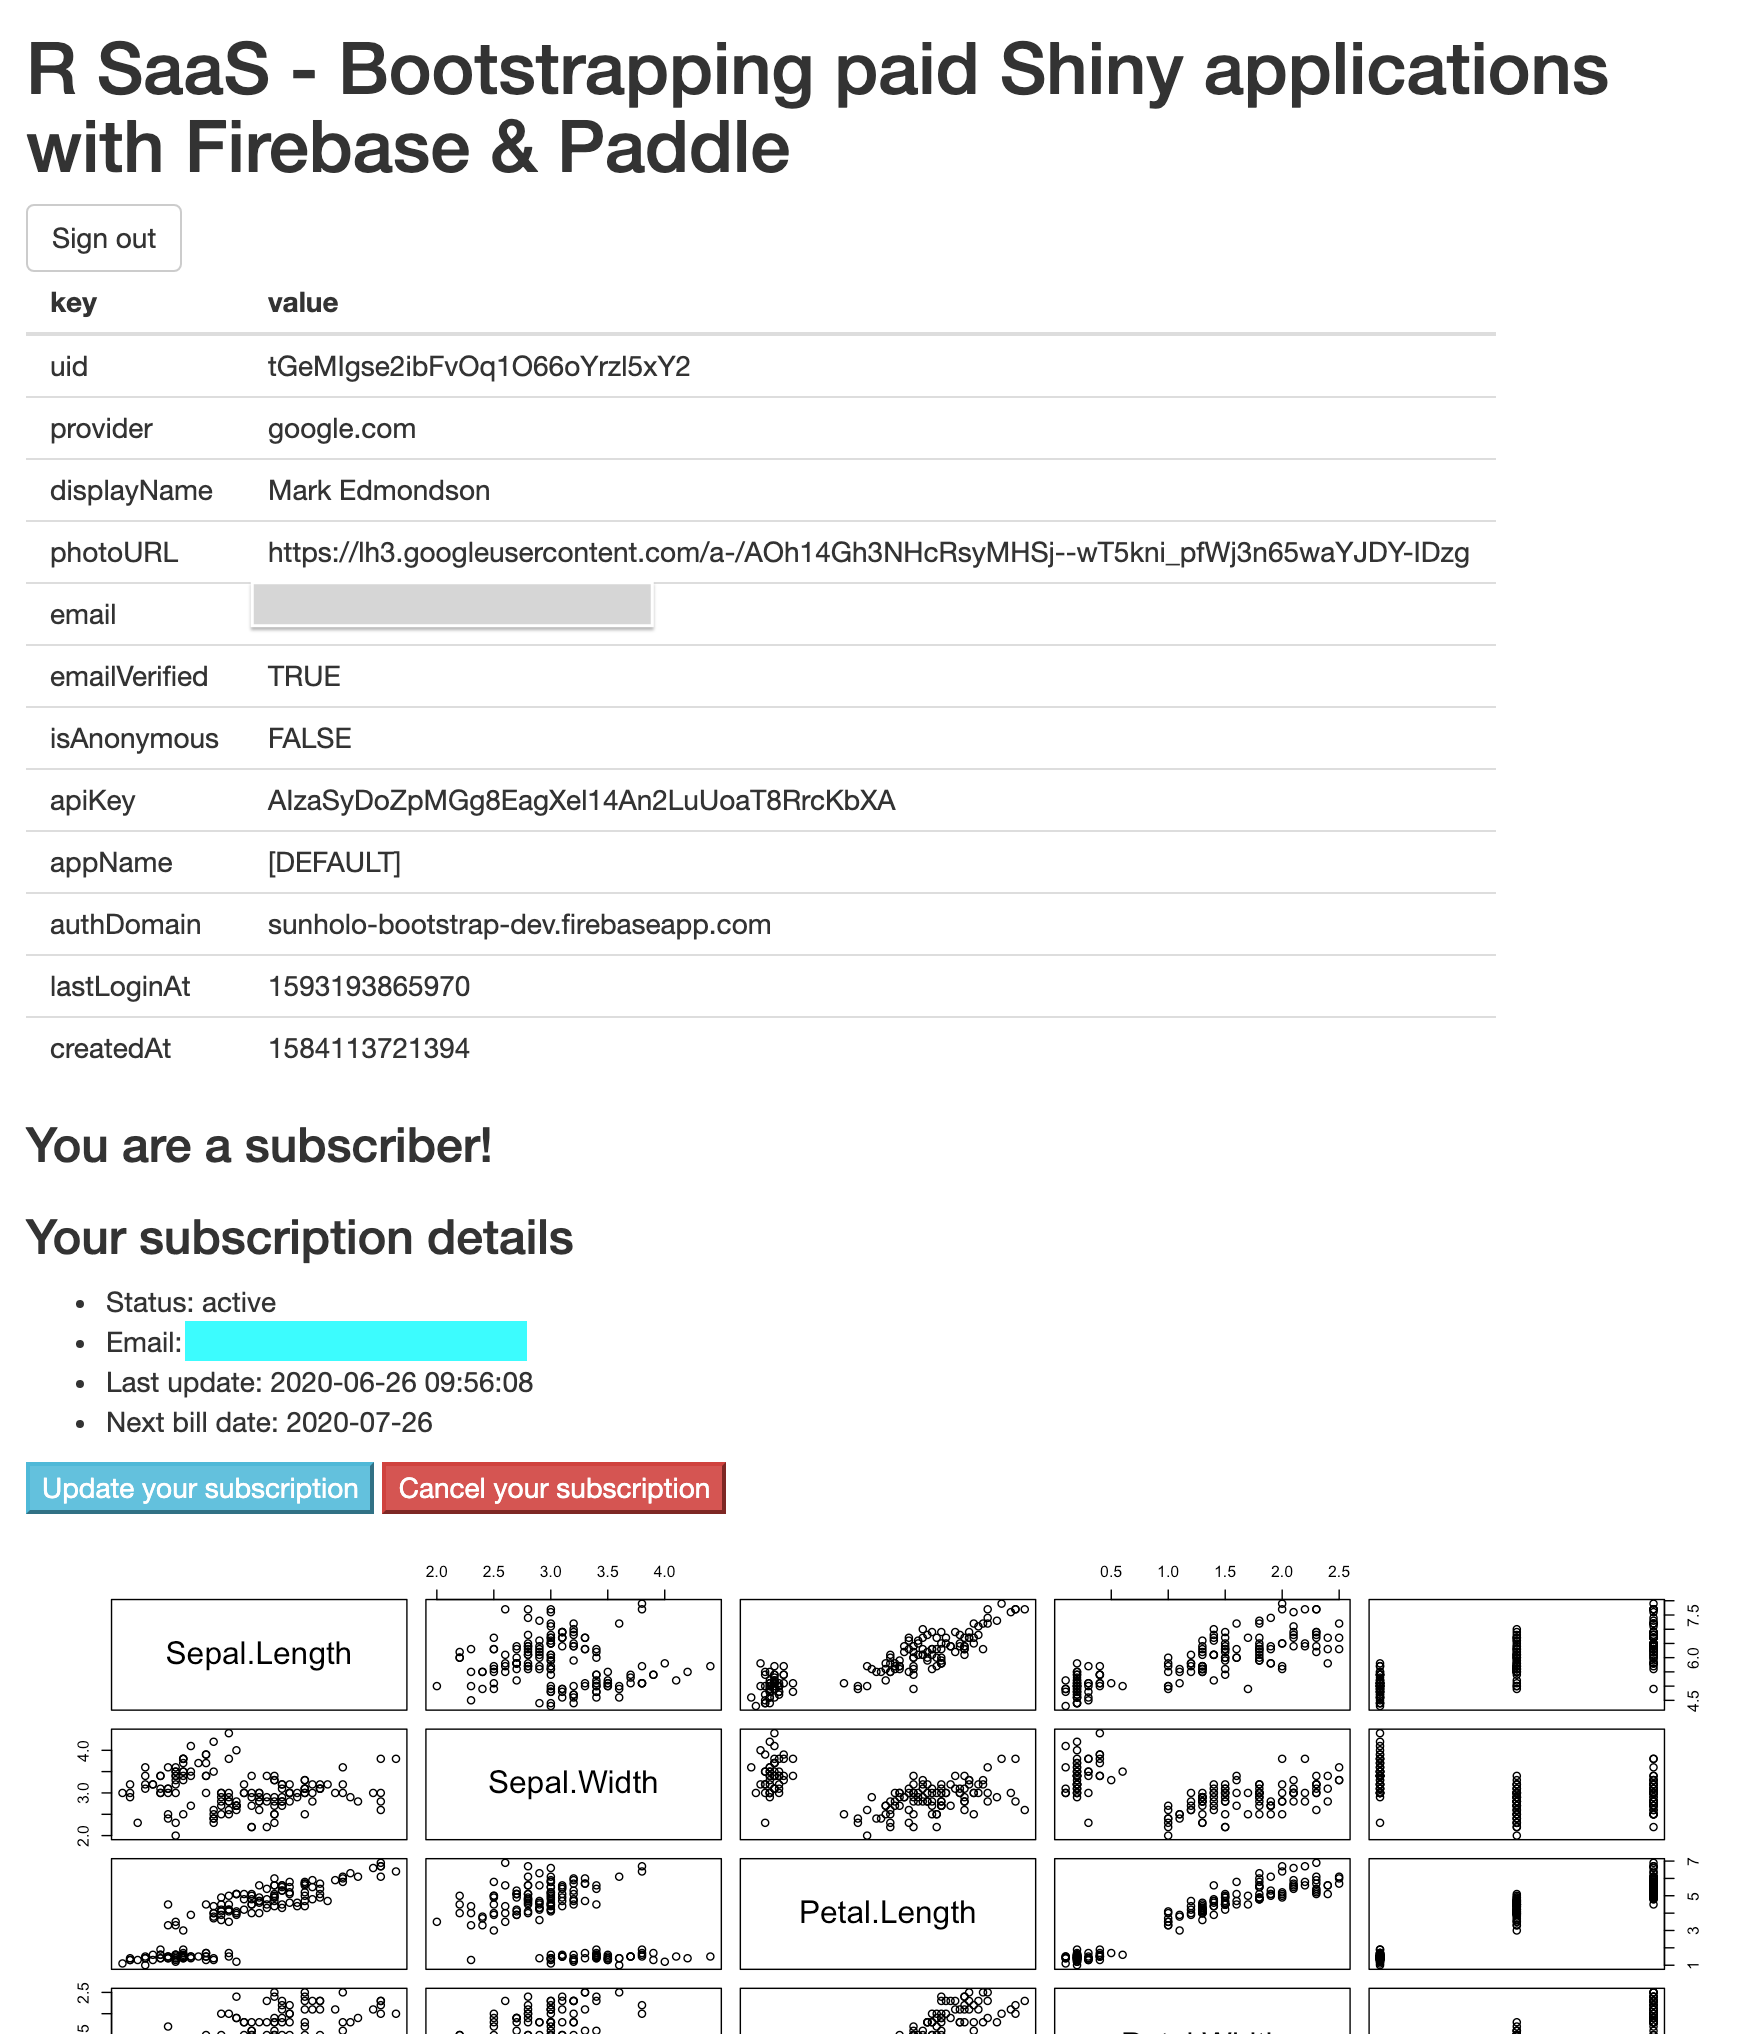 R SaaS - Bootstrapping paid Shiny applications
with Firebase & Paddle
Sign out
key value
uid tGeMIgse2ibFvOq1O66oYrzl5xY2
provider google.com
displayName Mark Edmondson
photoURL https://lh3.googleusercontent.com/a-/AOh14Gh3NHcRsyMHSj--wT5kni_pfWj3n65waYJDY-IDzg
email
emailVerified TRUE
isAnonymous FALSE
apiKey AIzaSyDoZpMGg8EagXel14An2LuUoaT8RrcKbXA
appName [DEFAULT]
authDomain sunholo-bootstrap-dev.firebaseapp.com
lastLoginAt 1593193865970
createdAt 1584113721394
You are a subscriber!
Your subscription details
• Status: active
• Email:
• Last update: 2020-06-26 09:56:08
• Next bill date: 2020-07-26
Update your subscription Cancel your subscription
2.0 2.5 3.0 3.5 4.0 0.5 1.0 1.5 2.0 2.5
Sepal.Length
4.5 6.0 7.5
2.0 3.0 4.0
Sepal.Width
Petal.Length
1 3 5 7
2.5